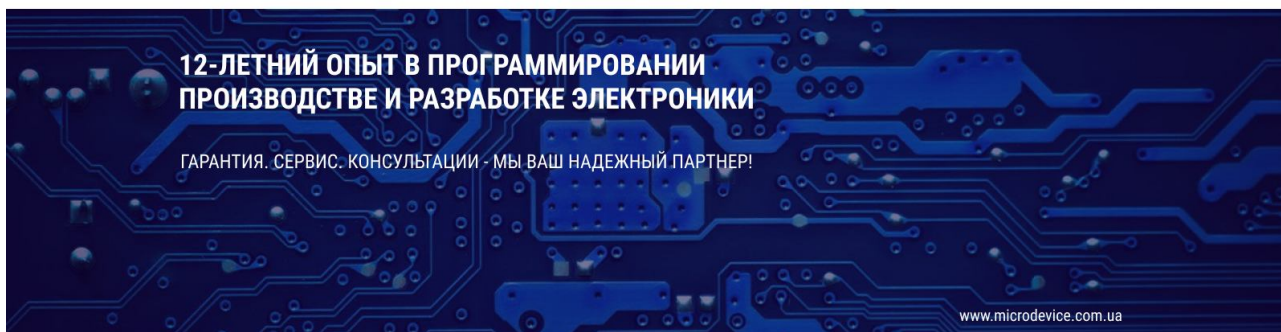 12-ЛЕТНИЙ ОПЫТ В ПРОГРАММИРОВАНИИ
ПРОИЗВОДСТВЕ И РАЗРАБОТКЕ ЭЛЕКТРОНИКИ
ГАРАНТИЯ. СЕРВИС. КОНСУЛЬТАЦИИ - МЫ ВАШ НАДЕЖНЫЙ ПАРТНЕР!
www.microdevice.com.ua